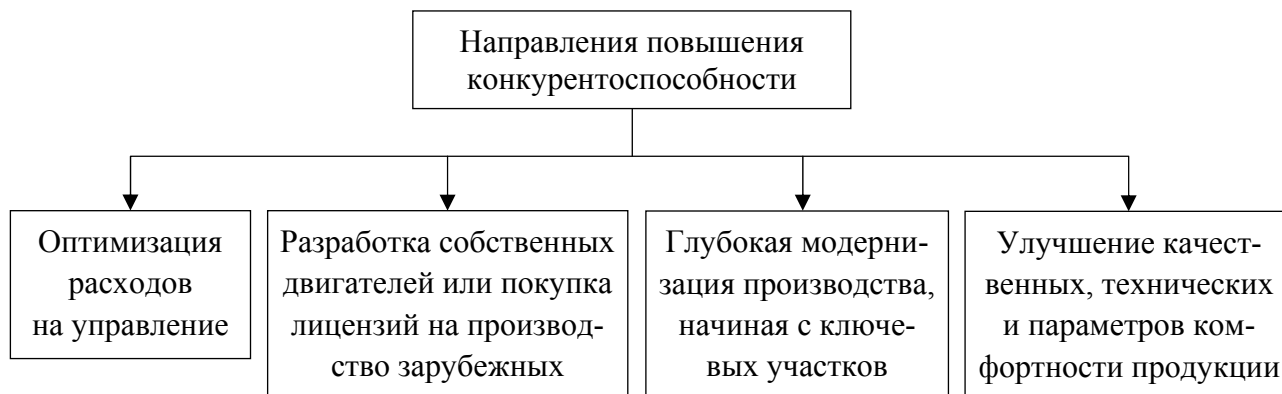 Направления повышения
конкурентоспособности
Оптимизация
расходов
на управление
Разработка собственных
двигателей или покупка
лицензий на производ-
ство зарубежных
Глубокая модерни-
зация производства,
начиная с ключе-
вых участков
Улучшение качест-
венных, технических
и параметров ком-
фортности продукции